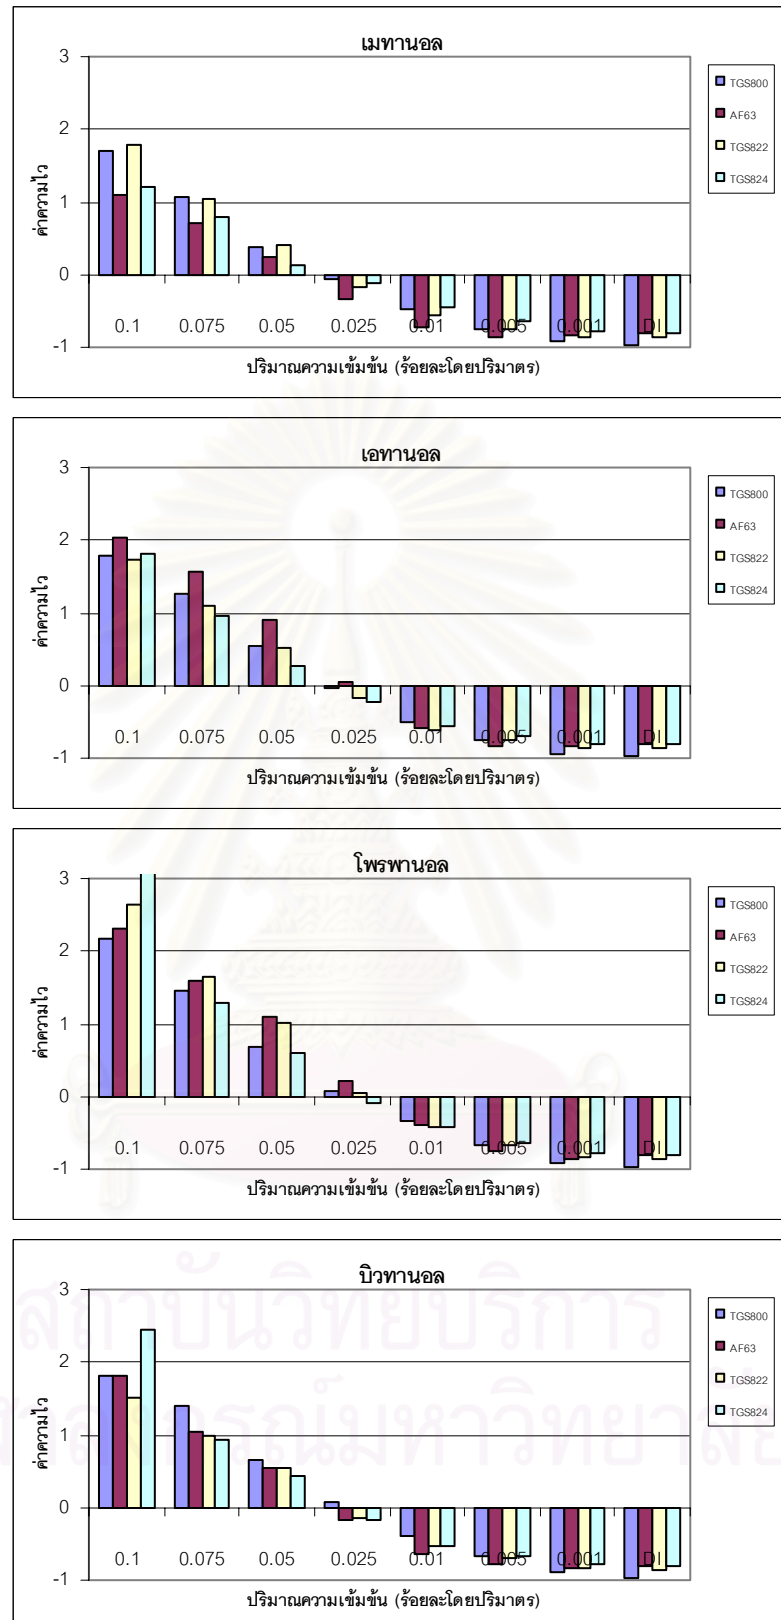 เมทานอล
3
2
1
0
-1
ค่าความไว
0.1 0.075 0.05 0.025 0.01 0.005 0.001 DI
ปริมาณความเข้มข้น (ร้อยละโดยปริมาตร)
TGS800
AF63
TGS822
TGS824
เอทานอล
3
2
1
0
-1
ค่าความไว
0.1 0.075 0.05 0.025 0.01 0.005 0.001 DI
ปริมาณความเข้มข้น (ร้อยละโดยปริมาตร)
TGS800
AF63
TGS822
TGS824
โพรพานอล
3
2
1
0
-1
ค่าความไว
0.1 0.075 0.05 0.025 0.01 0.005 0.001 DI
ปริมาณความเข้มข้น (ร้อยละโดยปริมาตร)
TGS800
AF63
TGS822
TGS824
บิวทานอล
3
2
1
0
-1
ค่าความไว
0.1 0.075 0.05 0.025 0.01 0.005 0.001 DI
ปริมาณความเข้มข้น (ร้อยละโดยปริมาตร)
TGS800
AF63
TGS822
TGS824
สถาบันวิทยบริการ